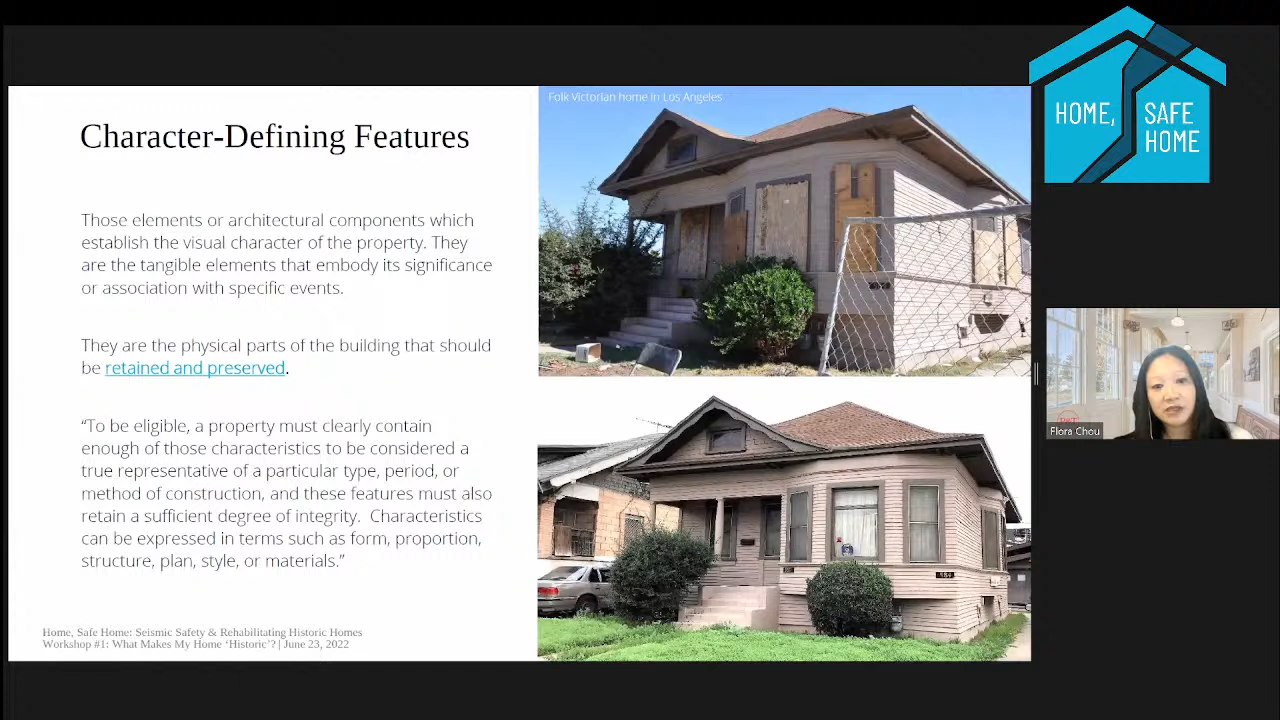 Character-Defining Features
Those elements or architectural components which
establish the visual character of the property. They
are the tangible elements that embody its significance
or association with specific events.
They are the physical parts of the building that should
be retained and preserved.
“To be eligible, a property must clearly contain
enough of those characteristics to be considered a
true representative of a particular type, period, or
method of construction, and these features must also
retain a sufficient degree of integrity. Characteristics
can be expressed in terms such as form, proportion,
structure, plan, style, or materials.”
Home, Safe Home: Seismic Safety & Rehabilitating Historic Homes
Workshop #1: What Makes My Home ‘Historic’? | June 23, 2022
Folk Victorian home in Los Angeles
HOME, SAFE
HOME
Flora Chou